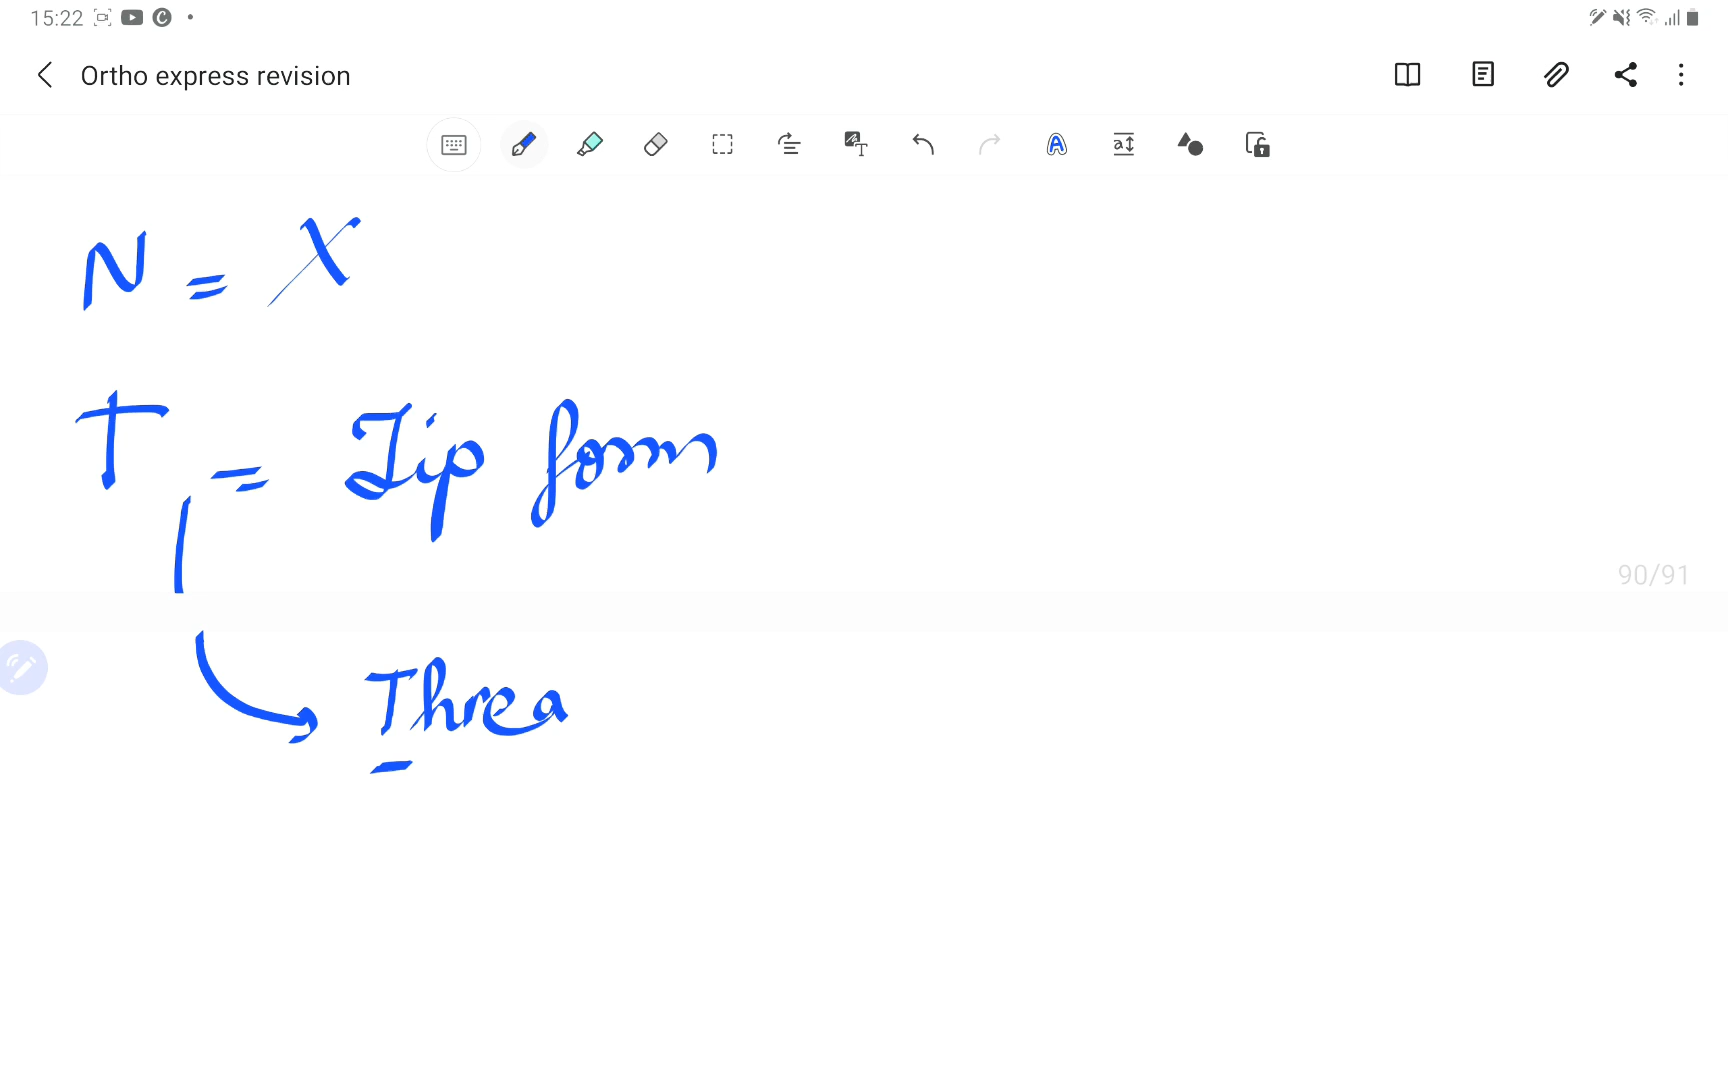 15:22
Ortho express revision
N = X
T = Tip form
90/91
Threa